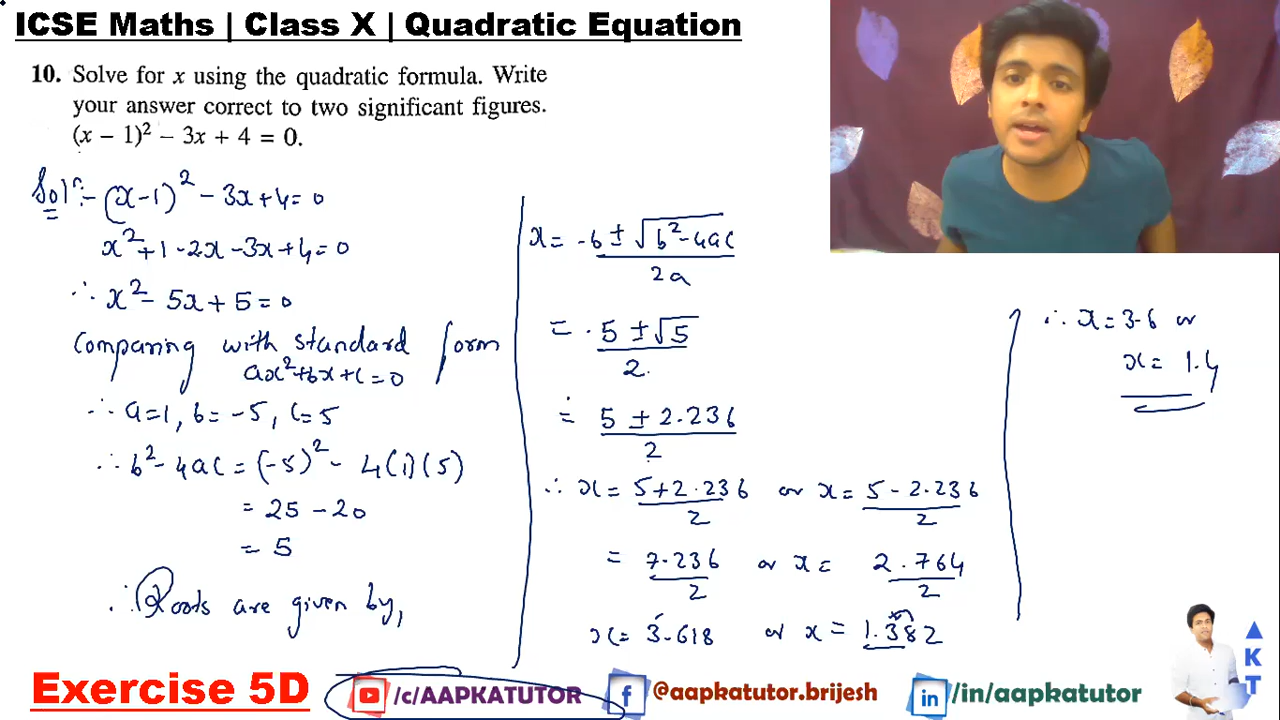 ICSE Maths | Class X | Quadratic Equation
10. Solve for x using the quadratic formula. Write
your answer correct to two significant figures.
(x − 1)² − 3x + 4 = 0.
Solⁿ:- (x-1)² - 3x+4=0
x²+1-2x-3x+4=0
∴ x²- 5x+5=0
Comparing with standard form
ax²+bx+c=0
∴ a=1, b=-5, c=5
∴ b²-4ac = (-5)² - 4(1)(5)
= 25-20
= 5
∴ Roots are given by,
x = -b ± √b²-4ac
2a
= 5 ± √5
2
= 5 ± 2.236
2
∴ x = 5+2.236 or x = 5-2.236
2 2
= 7.236 or x = 2.764
2 2
x = 3.618 or x = 1.382
∴ x=3.6 or
x= 1.4
Exercise 5D
/c/AAPKATUTOR
f @aapkatutor.brijesh
in /in/aapkatutor
AKT